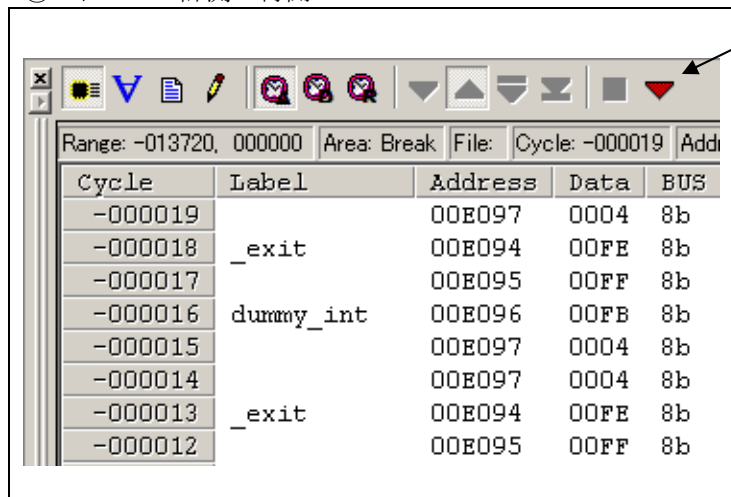 Range: -013720, 000000 Area: Break File: Cycle: -000019 Add
Cycle Label Address Data BUS
-000019 00E097 0004 8b
-000018 _exit 00E094 00FE 8b
-000017 00E095 00FF 8b
-000016 dummy_int 00E096 00FB 8b
-000015 00E097 0004 8b
-000014 00E097 0004 8b
-000013 _exit 00E094 00FE 8b
-000012 00E095 00FF 8b